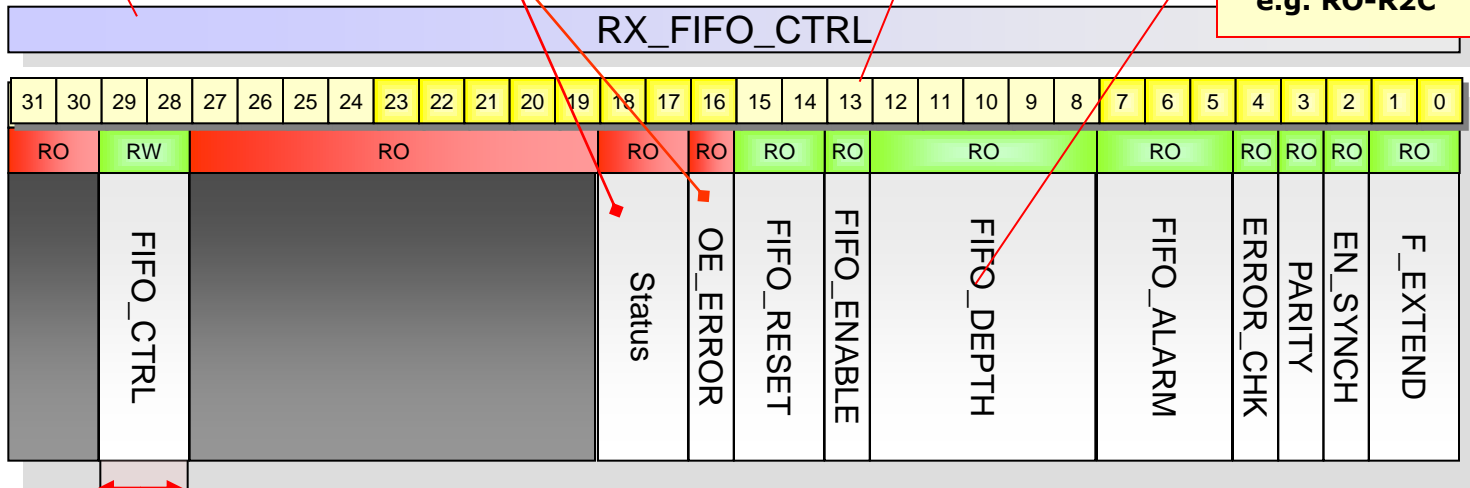 e.g. RO-R2C
RX_FIFO_CTRL
31 30 29 28 27 26 25 24 23 22 21 20 19 18 17 16 15 14 13 12 11 10 9 8 7 6 5 4 3 2 1 0
RO RW RO RO RO RO RO RO RO RO RO RO RO
FIFO_CTRL
Status
OE_ERROR
FIFO_RESET
FIFO_ENABLE
FIFO_DEPTH
FIFO_ALARM
ERROR_CHK
PARITY
EN_SYNCH
F_EXTEND